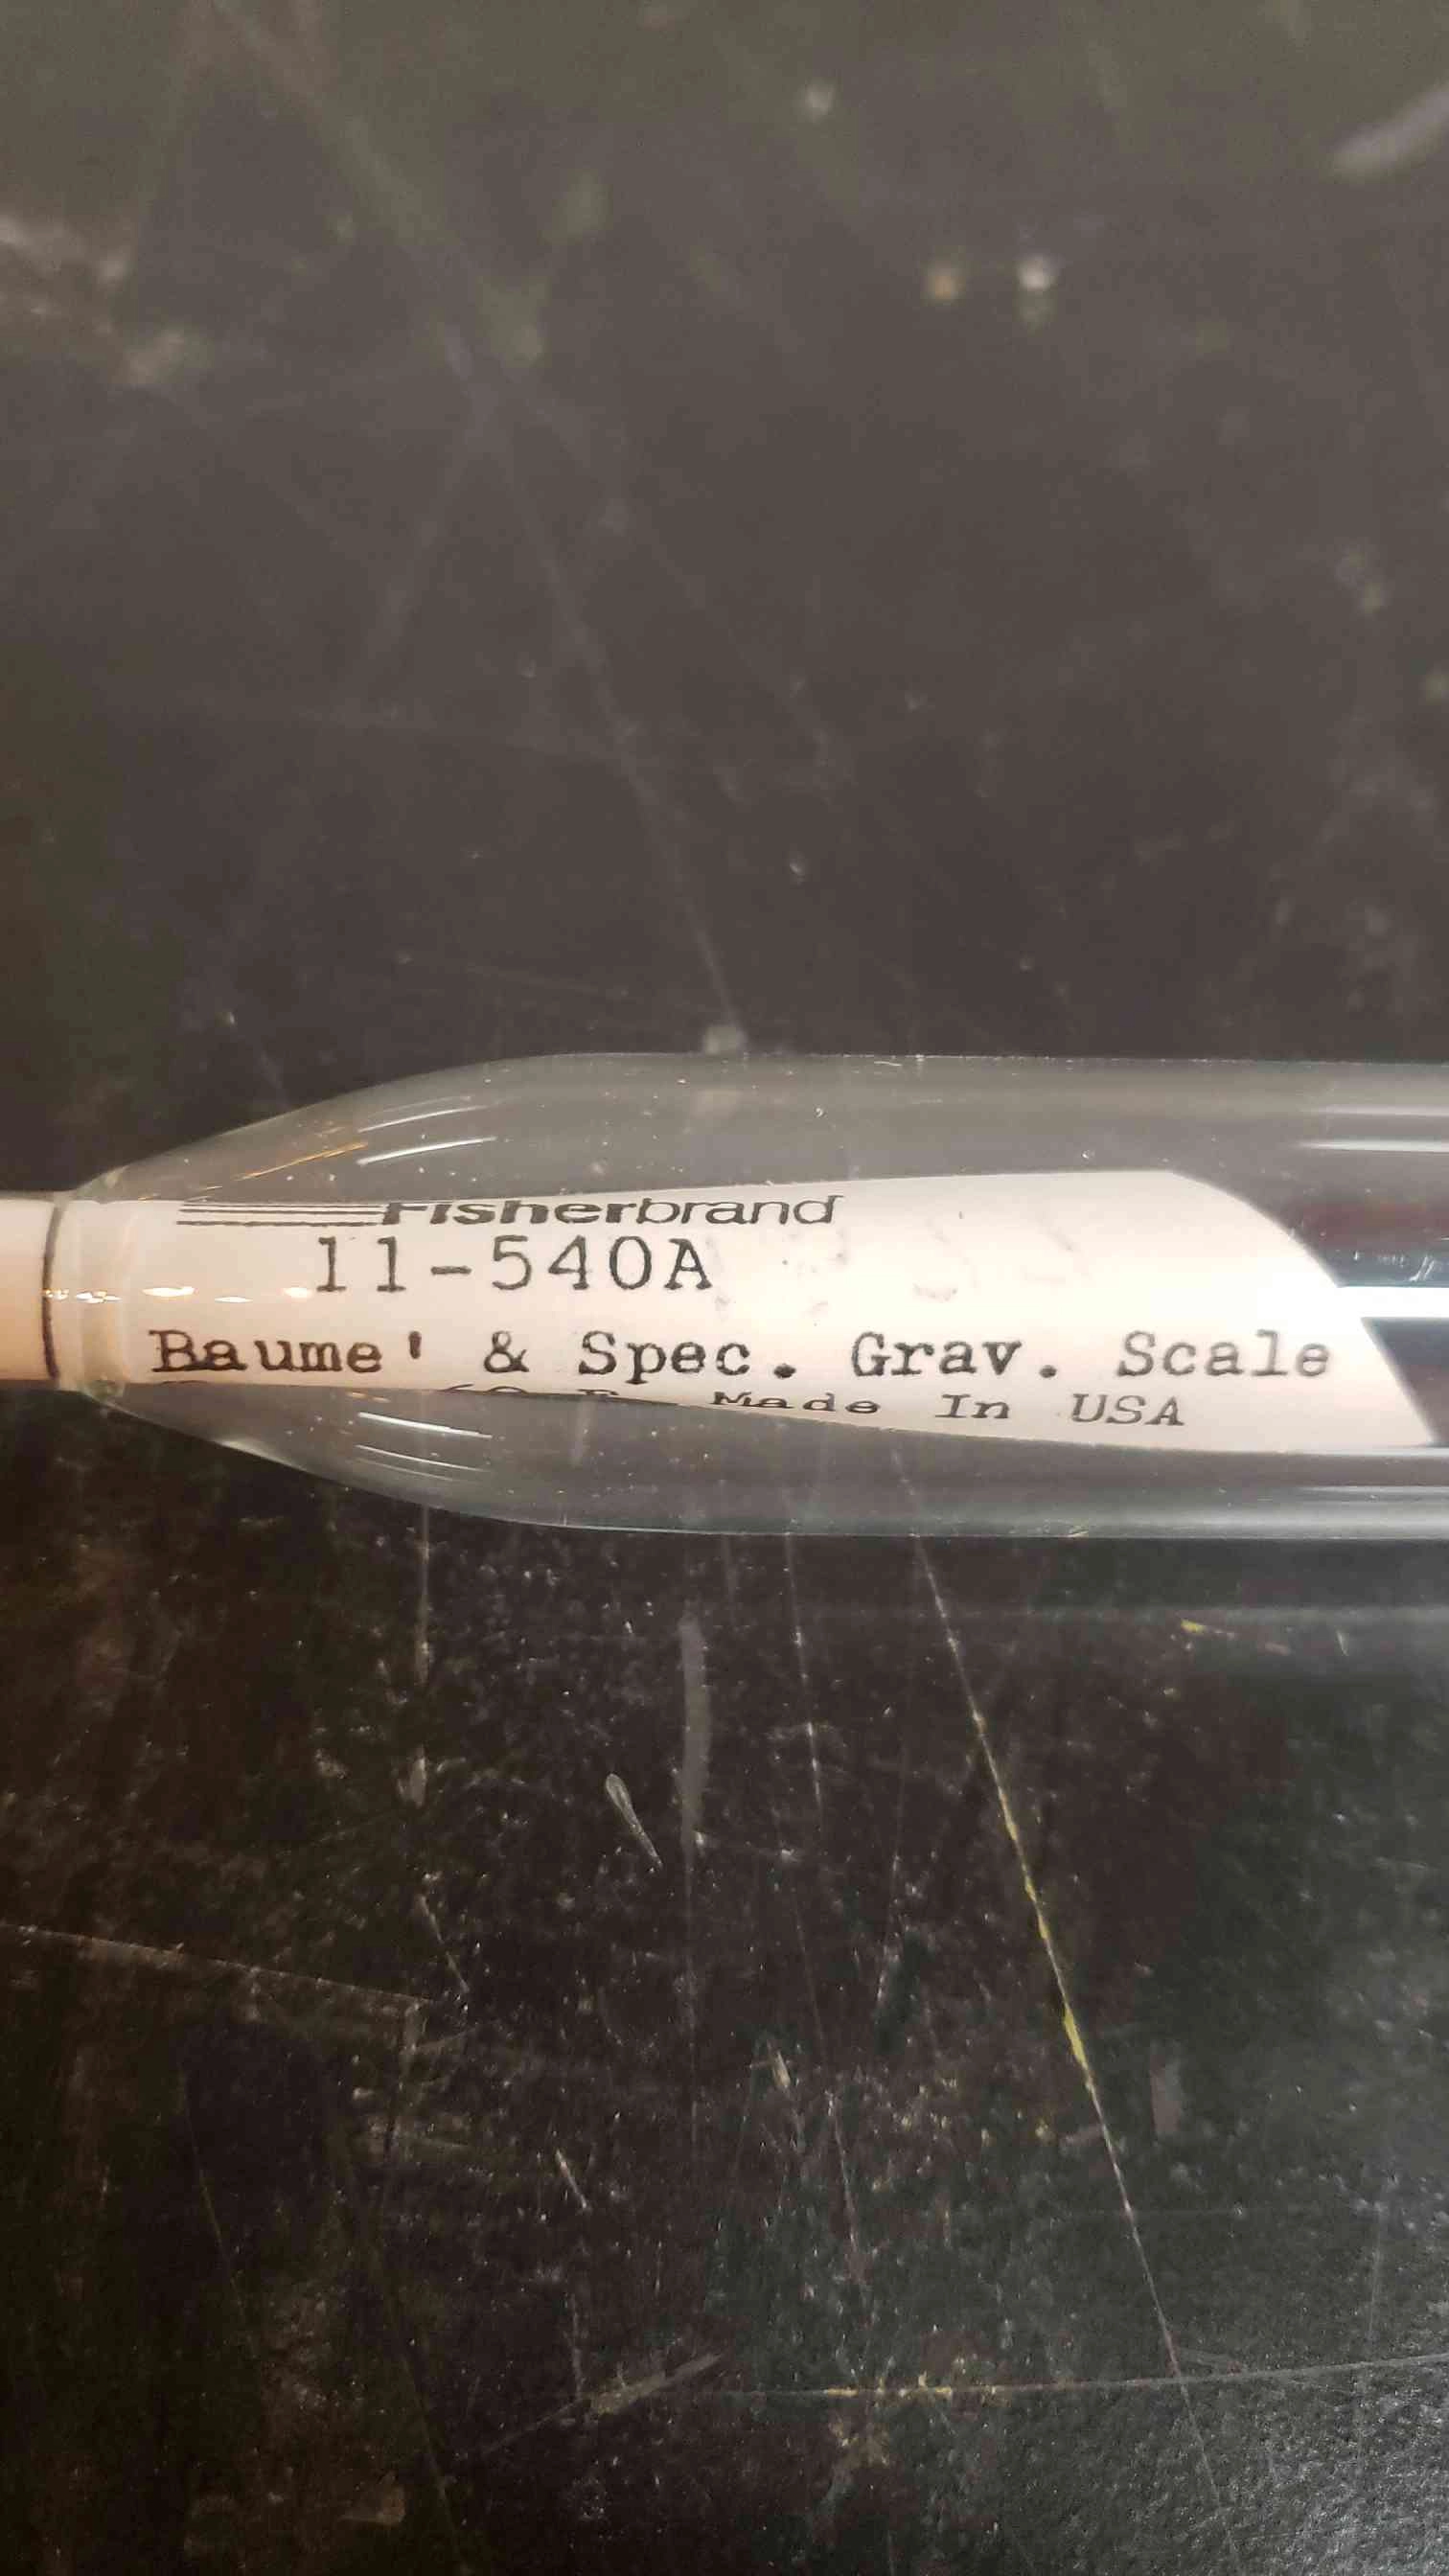 Fisherbrand
11-540A
Baume' & Spec. Grav. Scale
Made In USA